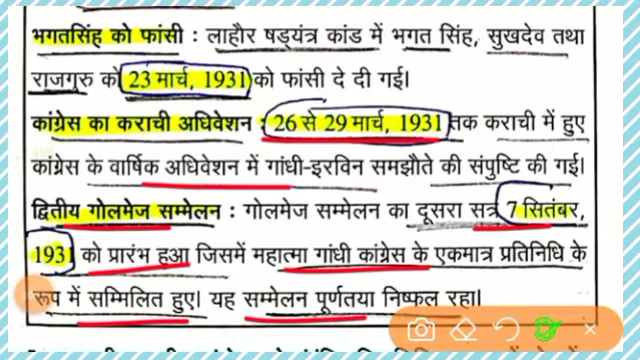 भगतसिंह को फांसी : लाहौर षड्यंत्र कांड में भगत सिंह, सुखदेव तथा
राजगुरु को 23 मार्च, 1931 को फांसी दे दी गई।
कांग्रेस का कराची अधिवेशन : 26 से 29 मार्च, 1931 तक कराची में हुए
कांग्रेस के वार्षिक अधिवेशन में गांधी-इरविन समझौते की संपुष्टि की गई।
द्वितीय गोलमेज सम्मेलन : गोलमेज सम्मेलन का दूसरा सत्र 7 सितंबर,
1931 को प्रारंभ हुआ जिसमें महात्मा गांधी कांग्रेस के एकमात्र प्रतिनिधि के
रूप में सम्मिलित हुए। यह सम्मेलन पूर्णतया निष्फल रहा।